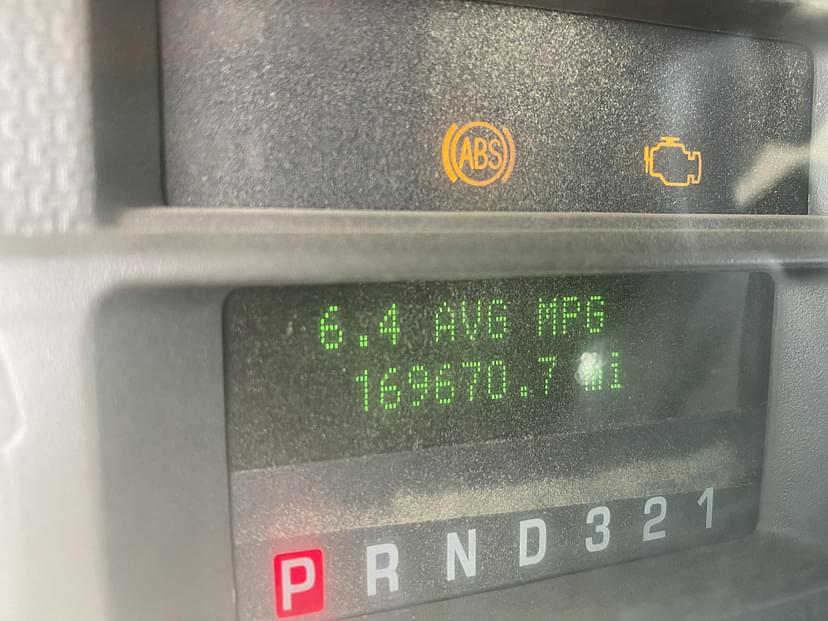 ABS
6.4 AVG MPG
169670.7 mi
P R N D 3 2 1